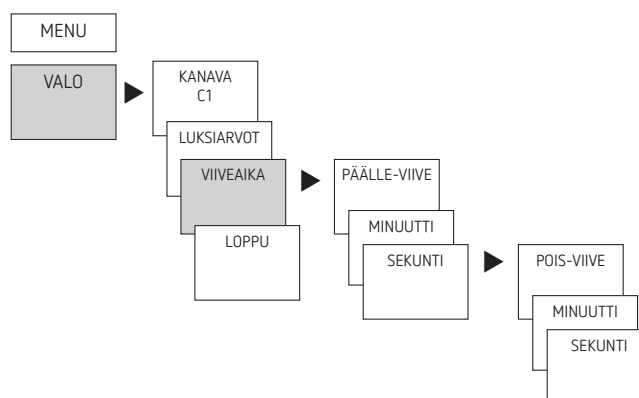 MENU
VALO
KANAVA
C1
LUKSIARVOT
VIIVEAIKA
LOPPU
PÄÄLLE-VIIVE
MINUUTTI
SEKUNTI
POIS-VIIVE
MINUUTTI
SEKUNTI